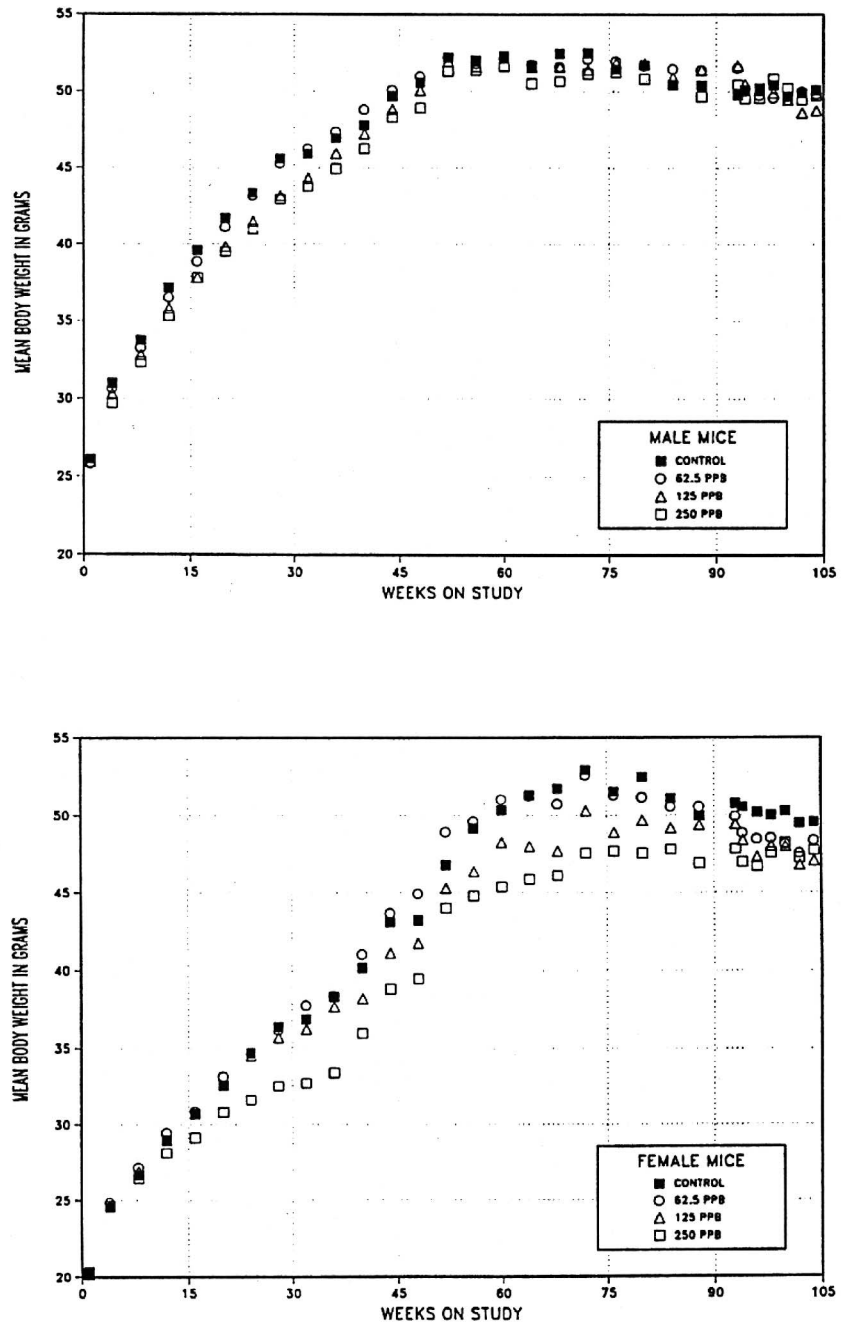 55
50
45
40
35
30
25
20
MEAN BODY WEIGHT IN GRAMS
MALE MICE
CONTROL
62.5 PPB
125 PPB
250 PPB
0 15 30 45 60 75 90 105
WEEKS ON STUDY
55
50
45
40
35
30
25
20
MEAN BODY WEIGHT IN GRAMS
FEMALE MICE
CONTROL
62.5 PPB
125 PPB
250 PPB
0 15 30 45 60 75 90 105
WEEKS ON STUDY